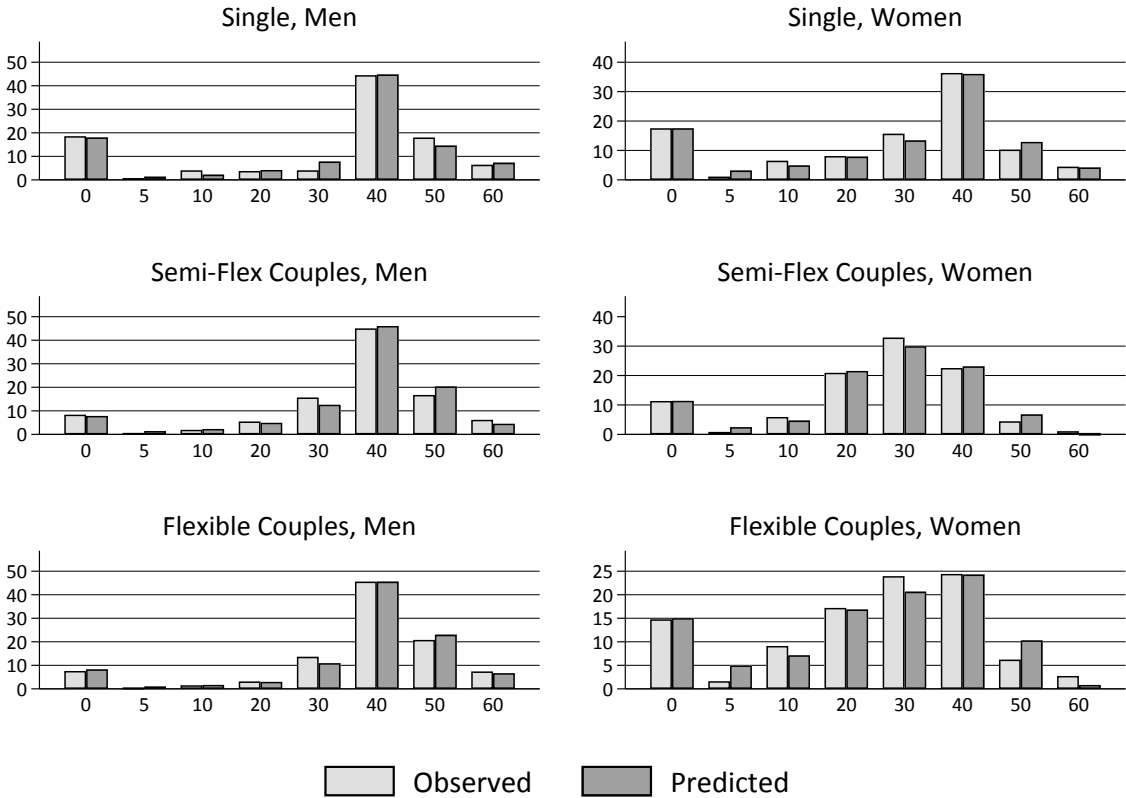 Single, Men
50
40
30
20
10
0
0 5 10 20 30 40 50 60
Single, Women
40
30
20
10
0
0 5 10 20 30 40 50 60
Semi-Flex Couples, Men
50
40
30
20
10
0
0 5 10 20 30 40 50 60
Semi-Flex Couples, Women
40
30
20
10
0
0 5 10 20 30 40 50 60
Flexible Couples, Men
50
40
30
20
10
0
0 5 10 20 30 40 50 60
Flexible Couples, Women
25
20
15
10
5
0
0 5 10 20 30 40 50 60
Observed Predicted